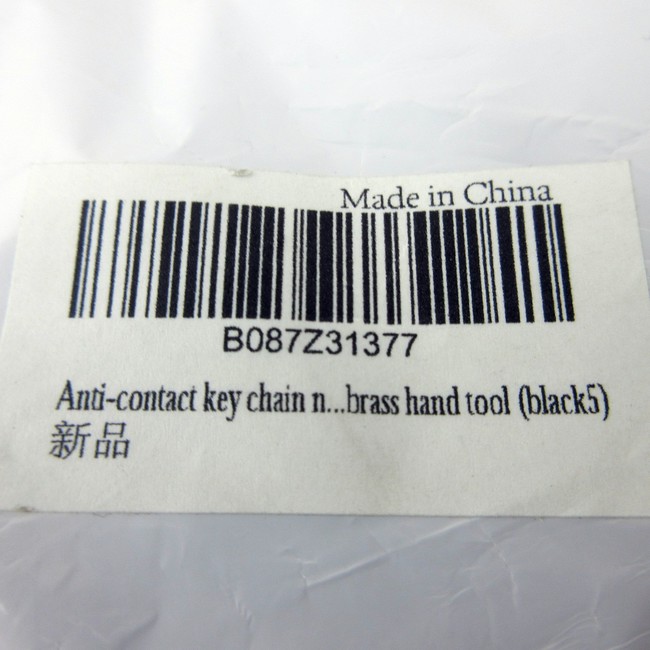 Made in China
B087Z31377
Anti-contact key chain n...brass hand tool (black5)
新品